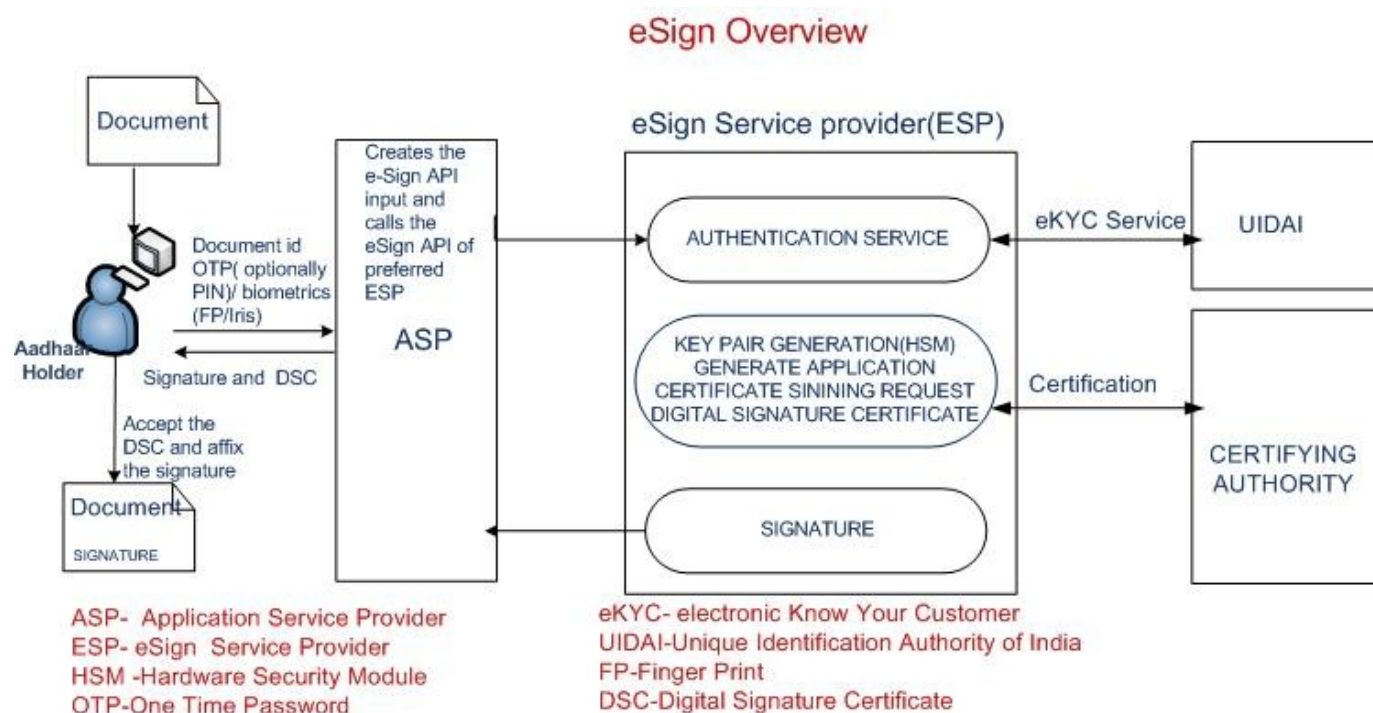 eSign Overview
Document
Document id
OTP( optionally
PIN)/ biometrics
(FP/Iris)
Aadhaar
Holder
Signature and DSC
Accept the
DSC and affix
the signature
Document
SIGNATURE
Creates the
e-Sign API
input and
calls the
eSign API of
preferred
ESP
ASP
eSign Service provider(ESP)
AUTHENTICATION SERVICE
KEY PAIR GENERATION(HSM)
GENERATE APPLICATION
CERTIFICATE SINING REQUEST
DIGITAL SIGNATURE CERTIFICATE
SIGNATURE
eKYC Service
UIDAI
Certification
CERTIFYING
AUTHORITY
ASP- Application Service Provider
ESP- eSign Service Provider
HSM -Hardware Security Module
OTP-One Time Password
eKYC- electronic Know Your Customer
UIDAI-Unique Identification Authority of India
FP-Finger Print
DSC-Digital Signature Certificate